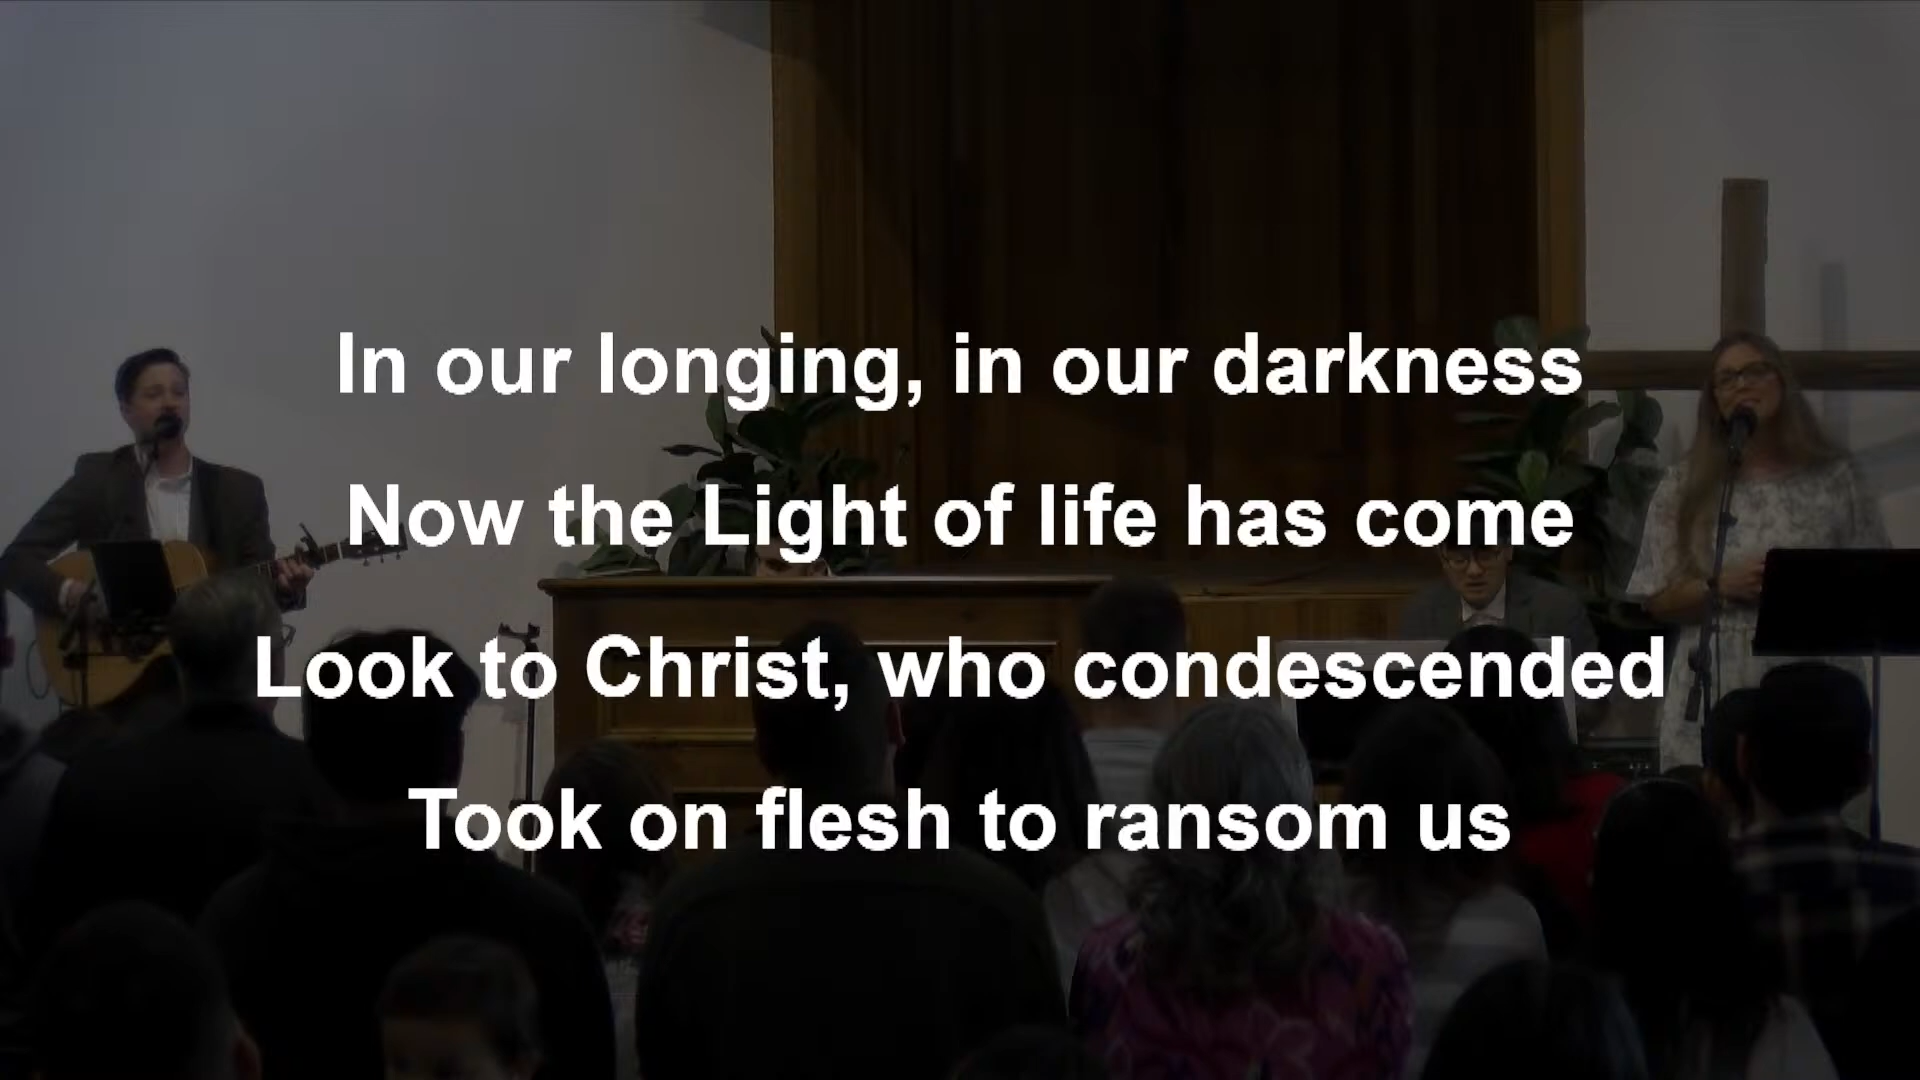 In our longing, in our darkness
Now the Light of life has come
Look to Christ, who condescended
Took on flesh to ransom us